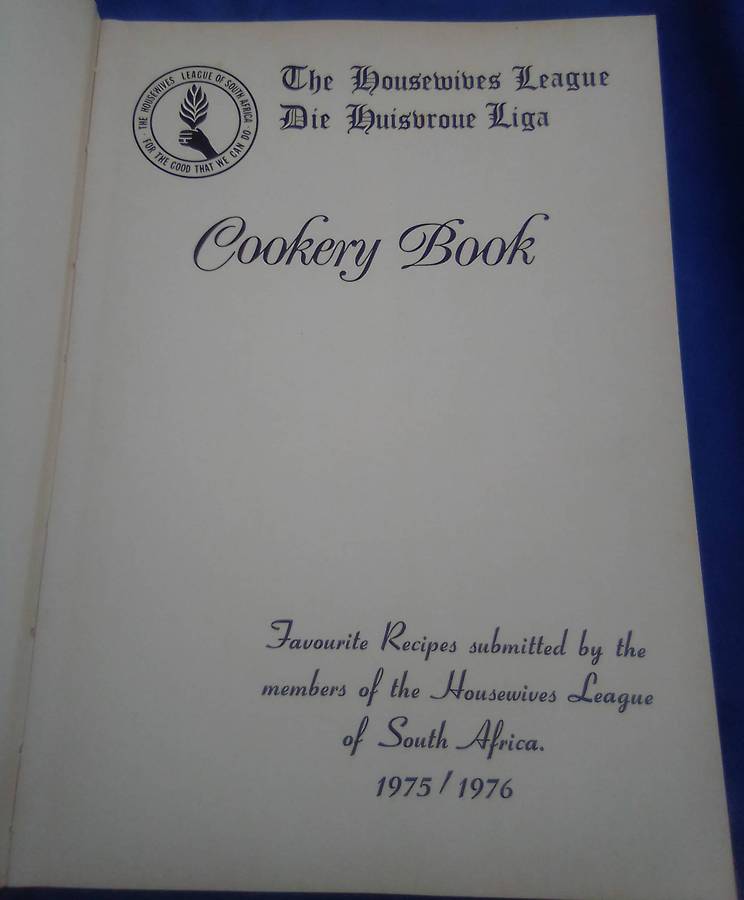 THE HOUSEWIVES LEAGUE OF SOUTH AFRICA
FOR THE GOOD THAT WE CAN DO
The Housewives League
Die Huisvroue Liga
Cookery Book
Favourite Recipes submitted by the
members of the Housewives League
of South Africa.
1975/1976